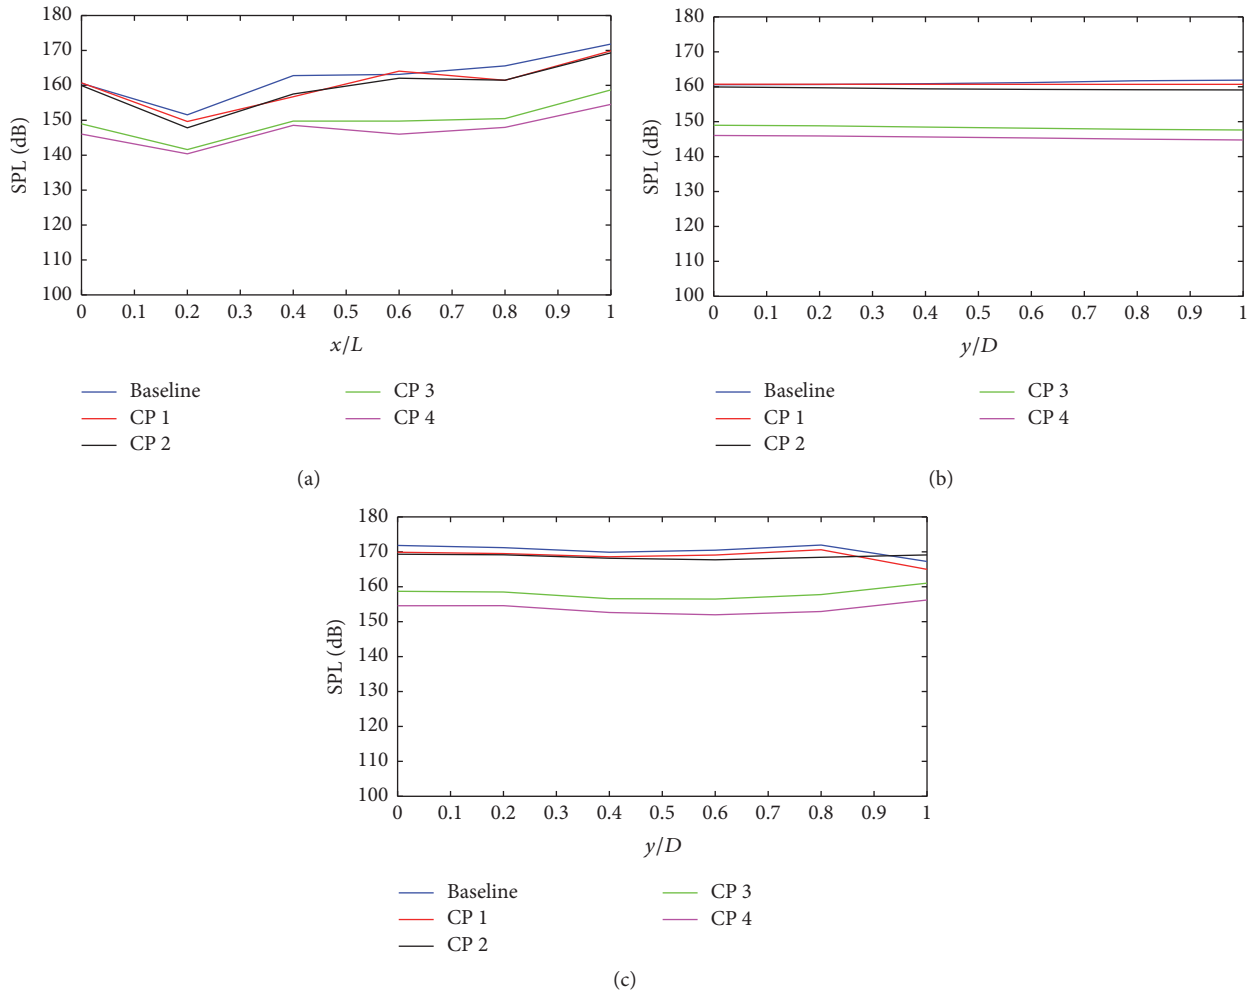 180
170
160
150
140
130
120
110
100
SPL (dB)
0 0.1 0.2 0.3 0.4 0.5 0.6 0.7 0.8 0.9 1
x/L
Baseline
CP 1
CP 2
CP 3
CP 4
(a)
180
170
160
150
140
130
120
110
100
SPL (dB)
0 0.1 0.2 0.3 0.4 0.5 0.6 0.7 0.8 0.9 1
y/D
Baseline
CP 1
CP 2
CP 3
CP 4
(b)
180
170
160
150
140
130
120
110
100
SPL (dB)
0 0.1 0.2 0.3 0.4 0.5 0.6 0.7 0.8 0.9 1
y/D
Baseline
CP 1
CP 2
CP 3
CP 4
(c)